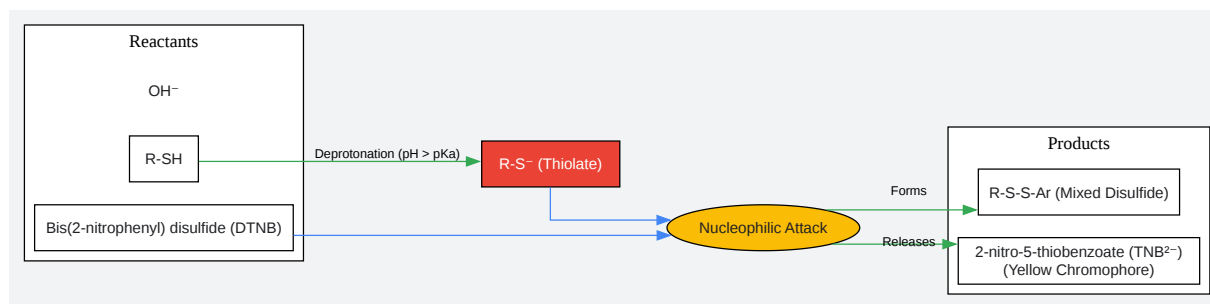 Reactants
OH⁻
R-SH
Deprotonation (pH > pKa)
R-S⁻ (Thiolate)
Bis(2-nitrophenyl) disulfide (DTNB)
Nucleophilic Attack
Forms
Releases
Products
R-S-S-Ar (Mixed Disulfide)
2-nitro-5-thiobenzoate (TNB²⁻)
(Yellow Chromophore)